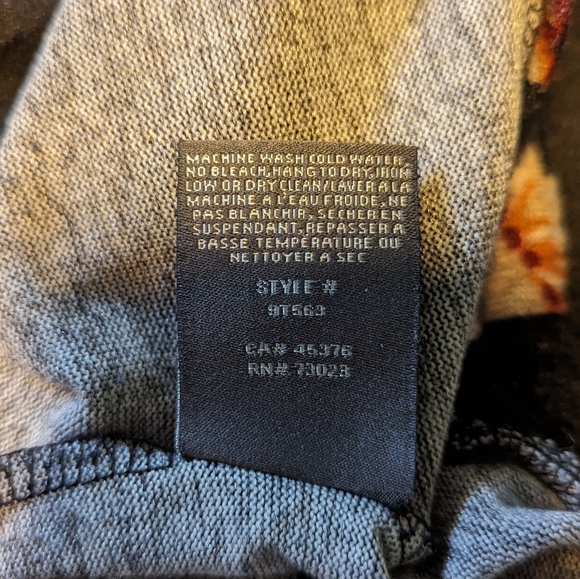 MACHINE WASH COLD WATER,
NO BLEACH, HANG TO DRY, IRON
LOW OR DRY CLEAN/LAVER A LA
MACHINE A L'EAU FROIDE, NE
PAS BLANCHIR, SECHER EN
SUSPENDANT, REPASSER A
BASSE TEMPERATURE OU
NETTOYER A SEC
STYLE #
9T563
CA# 45376
RN# 73023